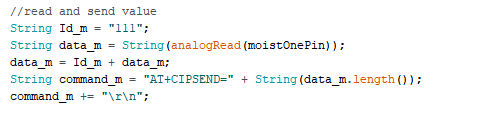 //read and send value
String Id_m = "111";
String data_m = String(analogRead(moistOnePin));
data_m = Id_m + data_m;
String command_m = "AT+CIPSEND=" + String(data_m.length());
command_m += "\r\n";